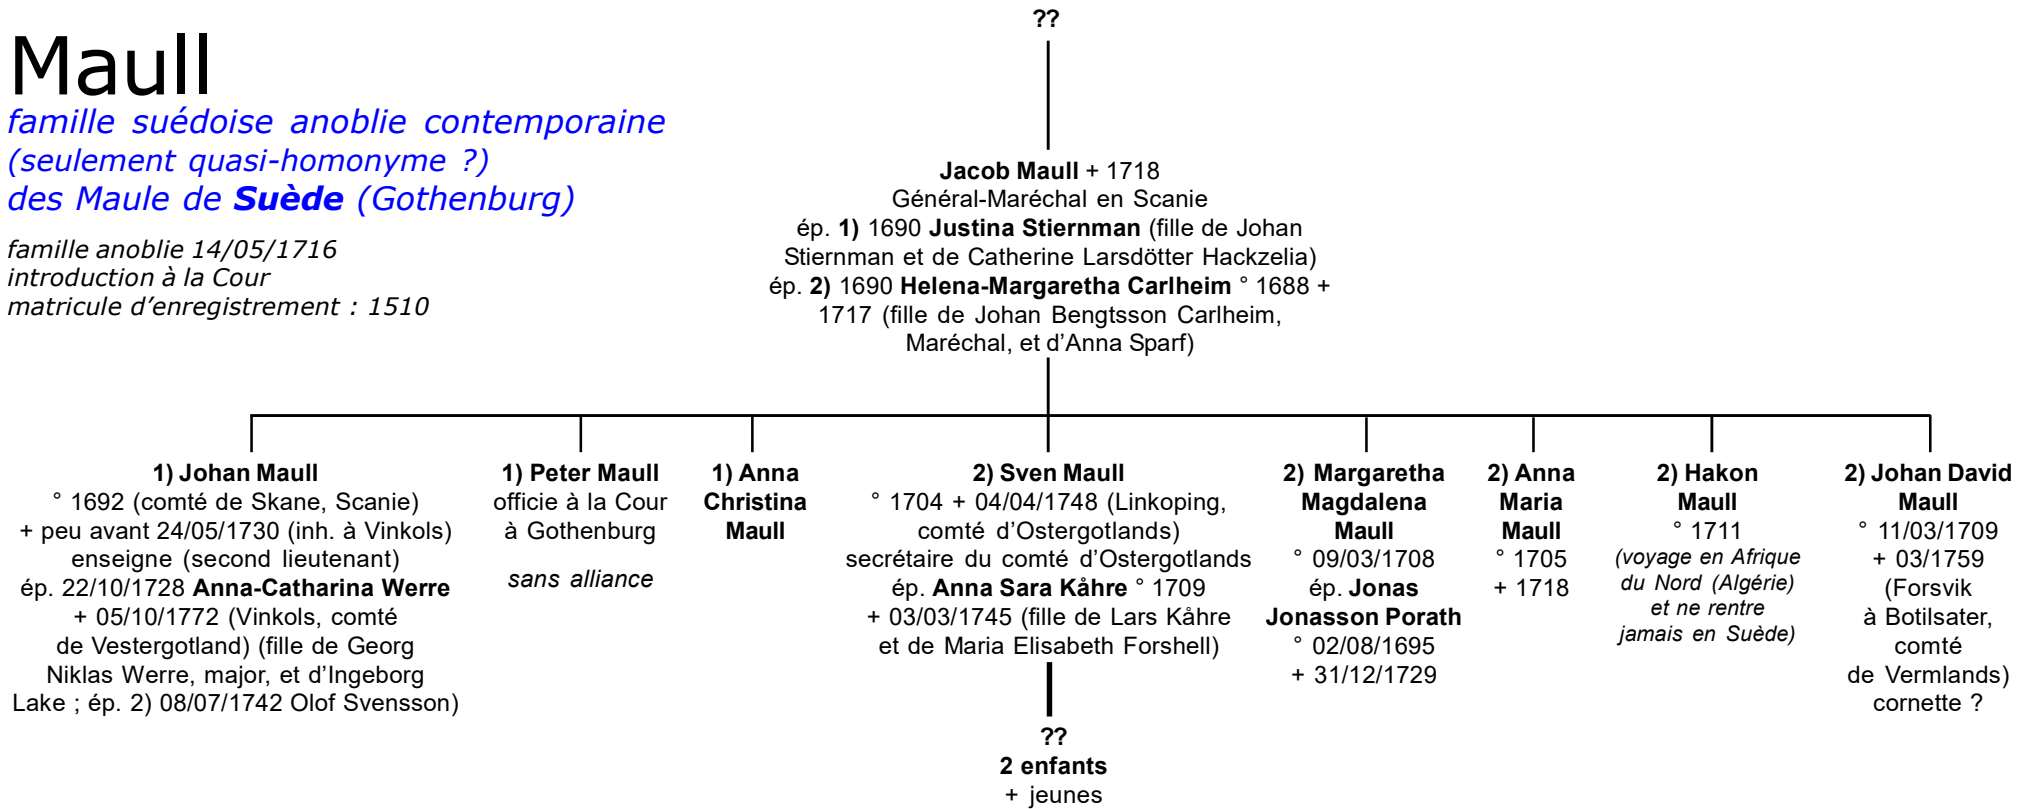 Maull
famille suédoise anoblie contemporaine
(seulement quasi-homonyme ?)
des Maule de Suède (Gothenburg)
famille anoblie 14/05/1716
introduction à la Cour
matricule d'enregistrement : 1510
??
Jacob Maull + 1718
Général-Maréchal en Scanie
ép. 1) 1690 Justina Stiernman (fille de Johan
Stiernman et de Catherine Larsdötter Hackzelia)
ép. 2) 1690 Helena-Margaretha Carlheim ° 1688 +
1717 (fille de Johan Bengtsson Carlheim,
Maréchal, et d'Anna Sparf)
1) Johan Maull
° 1692 (comté de Skane, Scanie)
+ peu avant 24/05/1730 (inh. à Vinkols)
enseigne (second lieutenant)
ép. 22/10/1728 Anna-Catharina Werre
+ 05/10/1772 (Vinkols, comté
de Vestergotland) (fille de Georg
Niklas Werre, major, et d'Ingeborg
Lake ; ép. 2) 08/07/1742 Olof Svensson)
1) Peter Maull
officie à la Cour
à Gothenburg
sans alliance
1) Anna
Christina
Maull
2) Sven Maull
° 1704 + 04/04/1748 (Linkoping,
comté d'Ostergotlands)
secrétaire du comté d'Ostergotlands
ép. Anna Sara Kåhre ° 1709
+ 03/03/1745 (fille de Lars Kåhre
et de Maria Elisabeth Forshell)
??
2 enfants
+ jeunes
2) Margaretha
Magdalena
Maull
° 09/03/1708
ép. Jonas
Jonasson Porath
° 02/08/1695
+ 31/12/1729
2) Anna
Maria
Maull
° 1705
+ 1718
2) Hakon
Maull
° 1711
(voyage en Afrique
du Nord (Algérie)
et ne rentre
jamais en Suède)
2) Johan David
Maull
° 11/03/1709
+ 03/1759
(Forsvik
à Botilsater,
comté
de Vermlands)
cornette ?